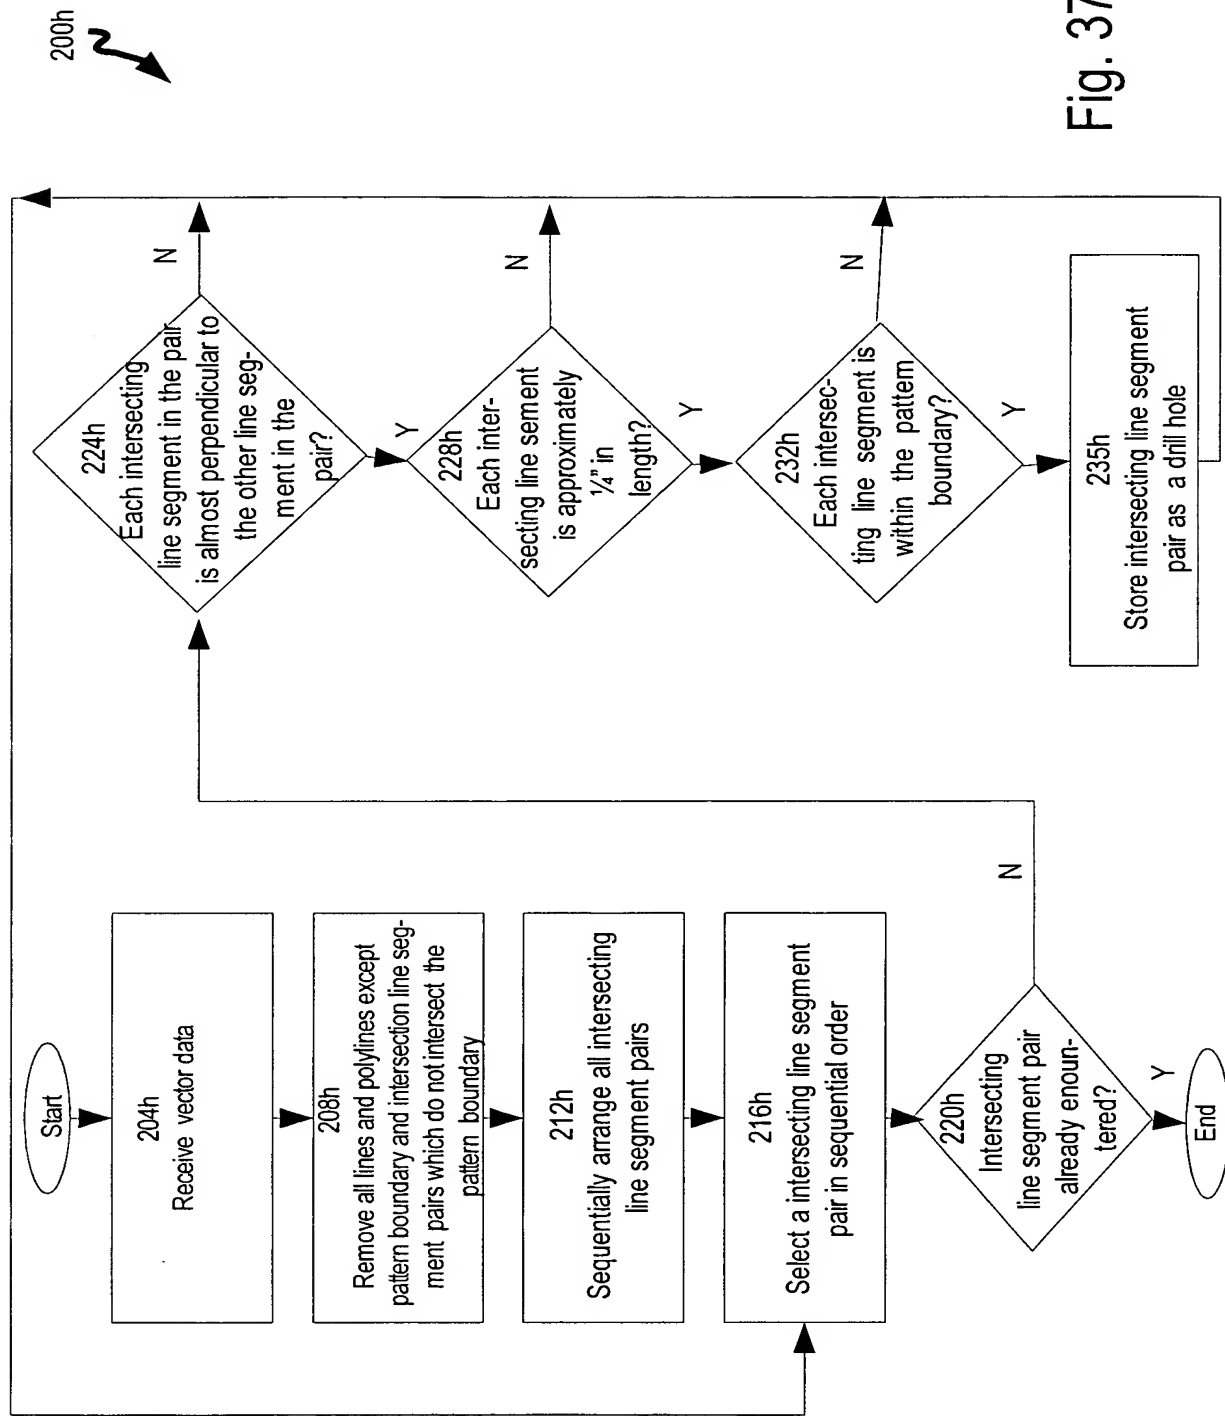 200h
Start
204h
Receive vector data
208h
Remove all lines and polylines except
pattern boundary and intersection line seg-
ment pairs which do not intersect the
pattern boundary
212h
Sequentially arrange all intersecting
line segment pairs
216h
Select a intersecting line segment
pair in sequential order
220h
Intersecting
line segment pair
already enoun-
tered?
N
Y
End
224h
Each intersecting
line segment in the pair
is almost perpendicular to
the other line seg-
ment in the
pair?
N
Y
228h
Each inter-
secting line sement
is approximately
¼" in
length?
N
Y
232h
Each intersec-
ting line segment is
within the pattern
boundary?
N
Y
235h
Store intersecting line segment
pair as a drill hole
Fig. 37